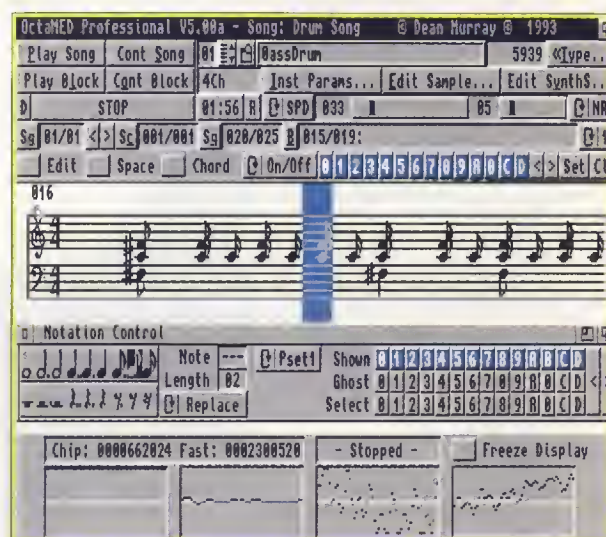 OctaMED Professional V5.00a - Song: Drum Song © Dean Murray © 1993
Play Song Cont Song 01 BassDrum 5939 «Type..
Play Block Cont Block 4Ch Inst Params... Edit Sample... Edit SynthS..
D STOP 01:56 R SPD 033 05 NR
Sg 01/01 < > Sc 001/001 Sg 020/025 B 015/019:
Edit Space Chord On/Off 0 1 2 3 4 5 6 7 8 9 A B C D < > Set
016
Notation Control
Note --- Pset1 Shown 0 1 2 3 4 5 6 7 8 9 A B C D
Length 02 Ghost 0 1 2 3 4 5 6 7 8 9 A B C D <
Replace Select 0 1 2 3 4 5 6 7 8 9 A B C D
Chip: 0000662024 Fast: 0002300520 - Stopped - Freeze Display